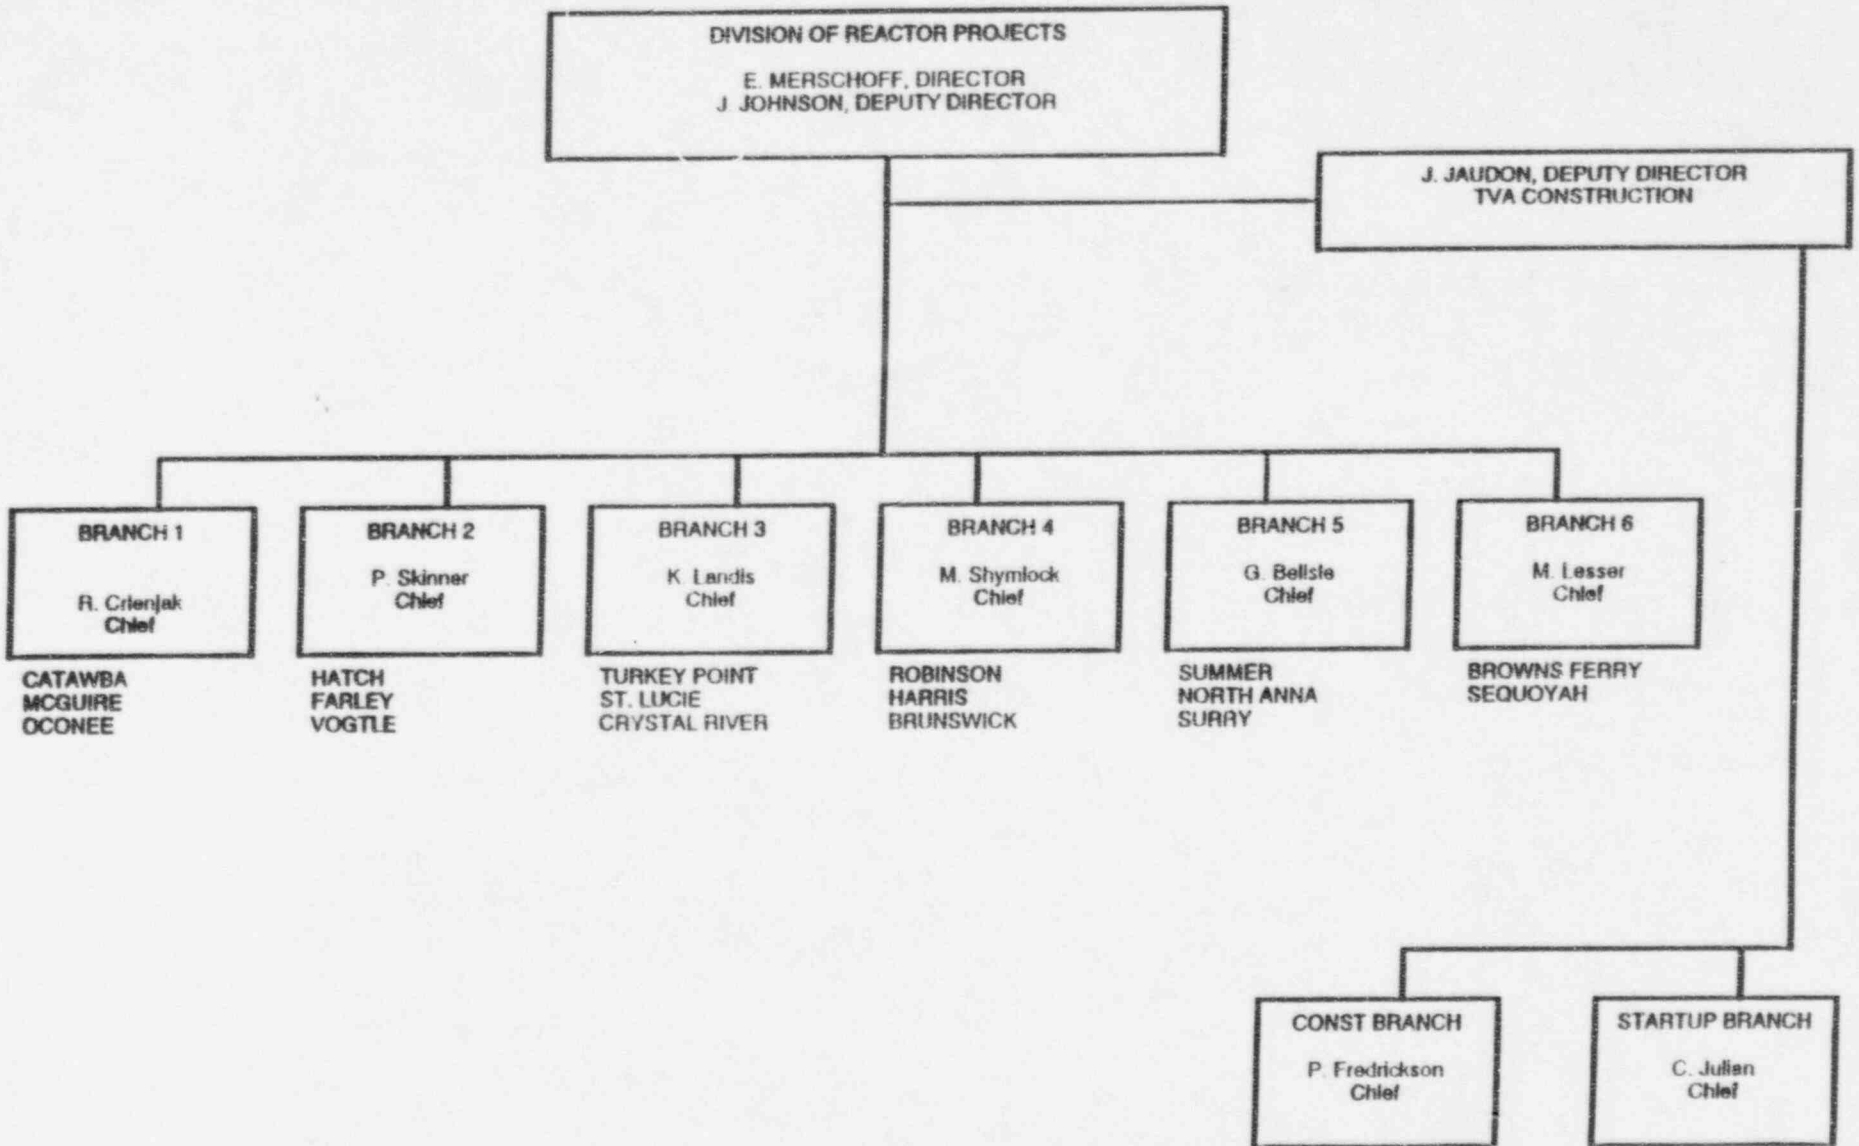 DIVISION OF REACTOR PROJECTS
E. MERSCHOFF, DIRECTOR
J. JOHNSON, DEPUTY DIRECTOR
J. JAUDON, DEPUTY DIRECTOR
TVA CONSTRUCTION
BRANCH 1
R. Crlenjak
Chief
CATAWBA
MCGUIRE
OCONEE
BRANCH 2
P. Skinner
Chief
HATCH
FARLEY
VOGTLE
BRANCH 3
K. Landis
Chief
TURKEY POINT
ST. LUCIE
CRYSTAL RIVER
BRANCH 4
M. Shymlock
Chief
ROBINSON
HARRIS
BRUNSWICK
BRANCH 5
G. Belisle
Chief
SUMMER
NORTH ANNA
SURRY
BRANCH 6
M. Lesser
Chief
BROWNS FERRY
SEQUOYAH
CONST BRANCH
P. Fredrickson
Chief
STARTUP BRANCH
C. Julian
Chief